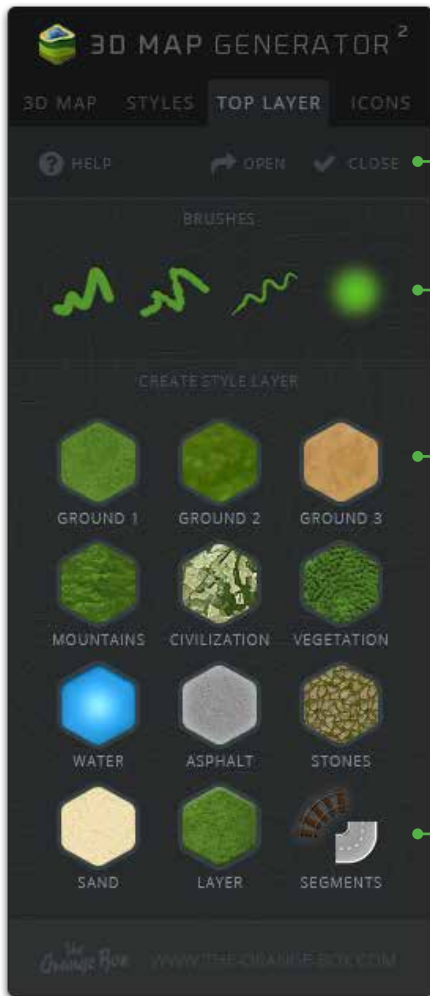 3D MAP GENERATOR 2
3D MAP STYLES TOP LAYER ICONS
? HELP OPEN CLOSE
BRUSHES
CREATE STYLE LAYER
GROUND 1 GROUND 2 GROUND 3
MOUNTAINS CIVILIZATION VEGETATION
WATER ASPHALT STONES
SAND LAYER SEGMENTS
The
Orange Box WWW.THE-ORANGE-BOX.COM